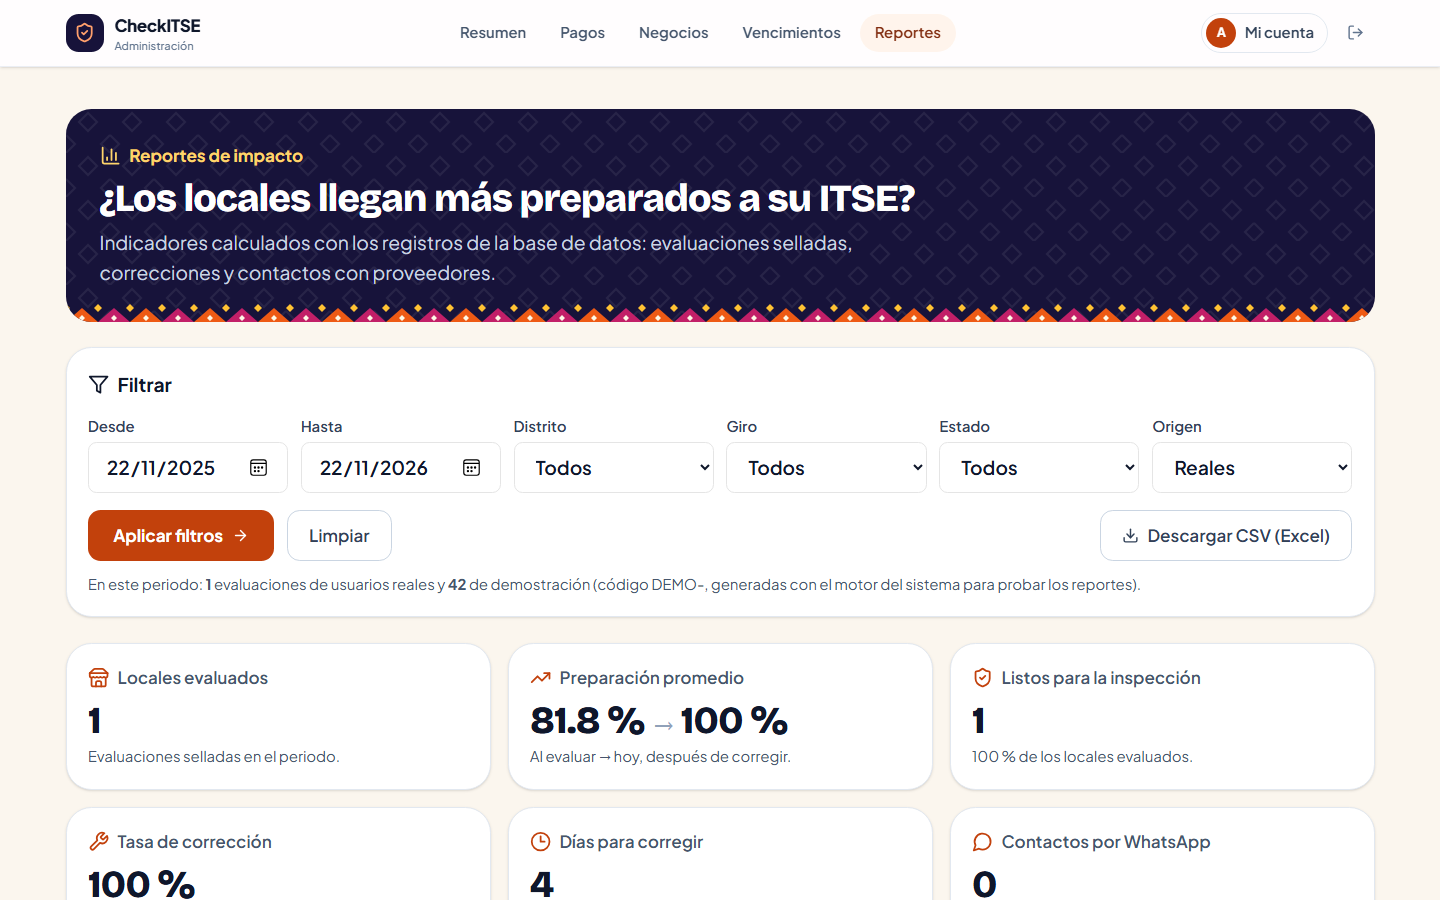 CheckITSE
Administración
Resumen
Pagos
Negocios
Vencimientos
Reportes
A
Mi cuenta
Reportes de impacto
¿Los locales llegan más preparados a su ITSE?
Indicadores calculados con los registros de la base de datos: evaluaciones selladas,
correcciones y contactos con proveedores.
Filtrar
Desde
Hasta
Distrito
Giro
Estado
Origen
22/11/2025
22/11/2026
Todos
Todos
Todos
Reales
Aplicar filtros →
Limpiar
Descargar CSV (Excel)
En este periodo: 1 evaluaciones de usuarios reales y 42 de demostración (código DEMO-, generadas con el motor del sistema para probar los reportes).
Locales evaluados
1
Evaluaciones selladas en el periodo.
Preparación promedio
81.8 % → 100 %
Al evaluar → hoy, después de corregir.
Listos para la inspección
1
100 % de los locales evaluados.
Tasa de corrección
100 %
Días para corregir
4
Contactos por WhatsApp
0